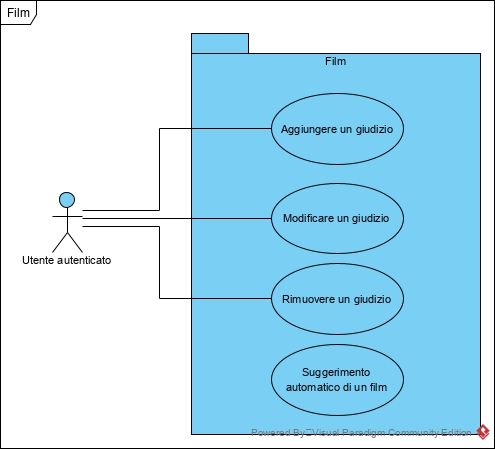 Film
Film
Aggiungere un giudizio
Modificare un giudizio
Utente autenticato
Rimuovere un giudizio
Suggerimento
automatico di un film
Powered By Visual Paradigm Community Edition